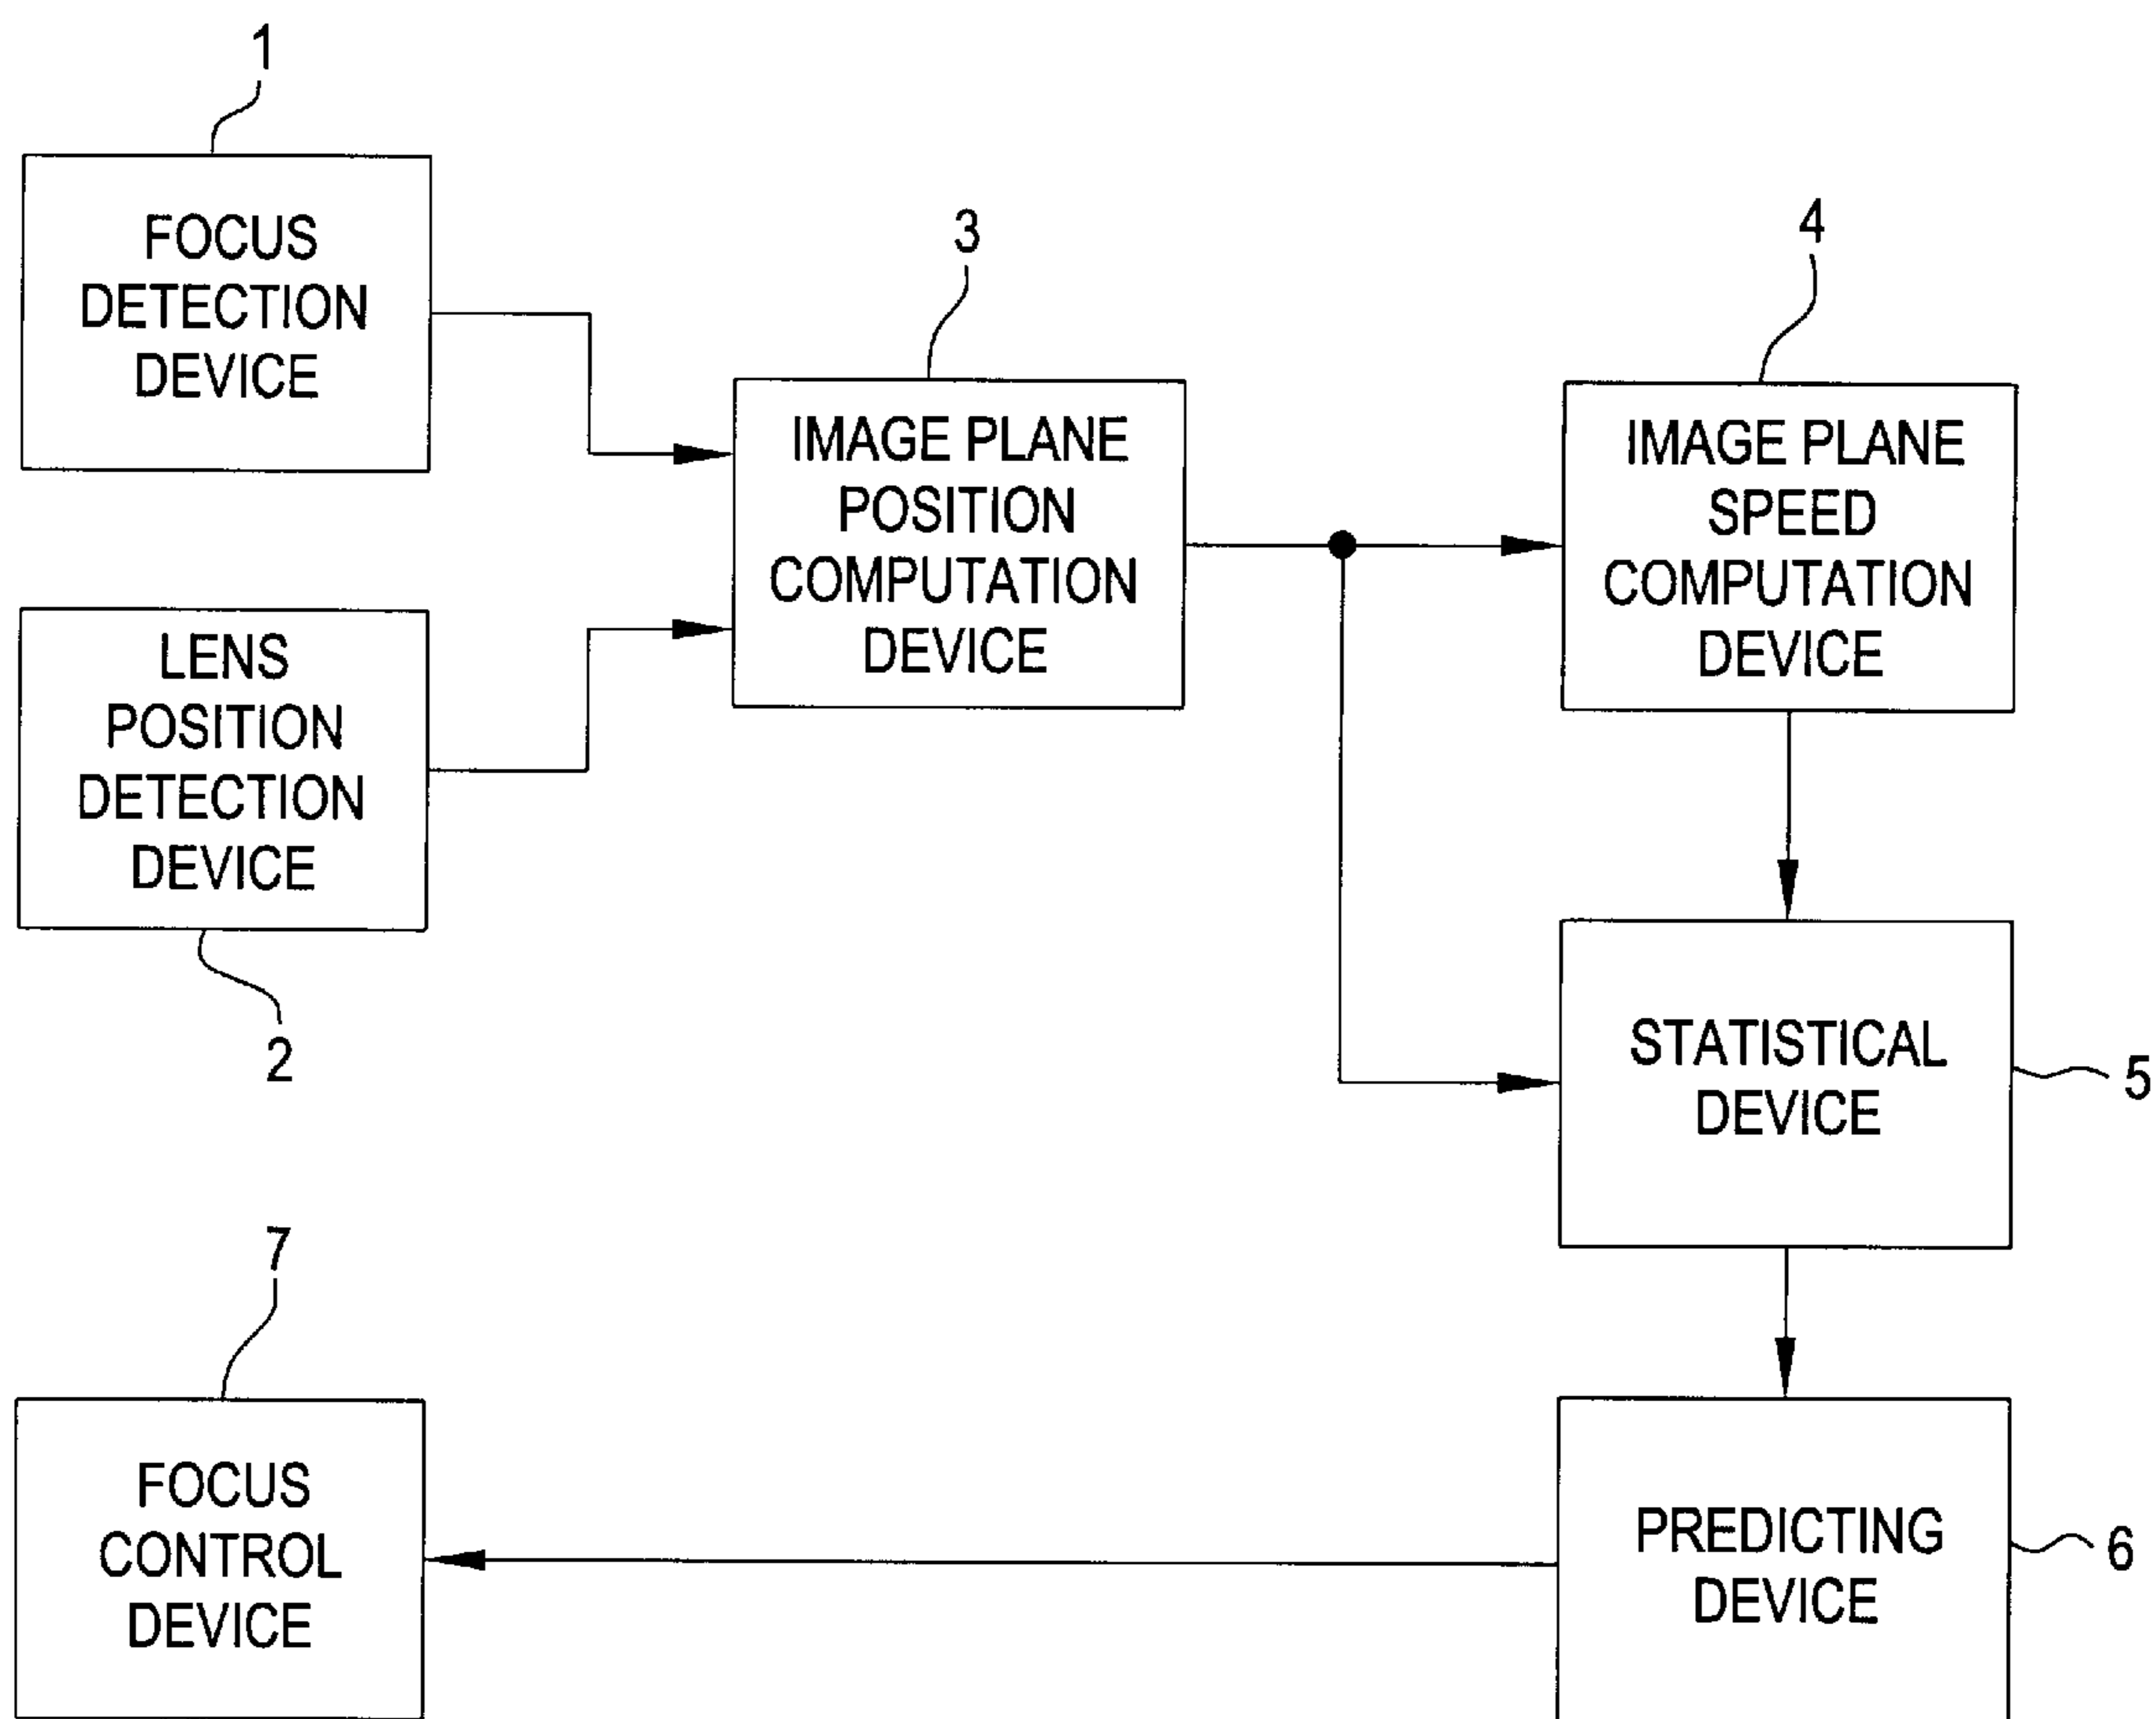 1
FOCUS
DETECTION
DEVICE
LENS
POSITION
DETECTION
DEVICE
2
3
IMAGE PLANE
POSITION
COMPUTATION
DEVICE
4
IMAGE PLANE
SPEED
COMPUTATION
DEVICE
STATISTICAL
DEVICE
5
PREDICTING
DEVICE
6
7
FOCUS
CONTROL
DEVICE